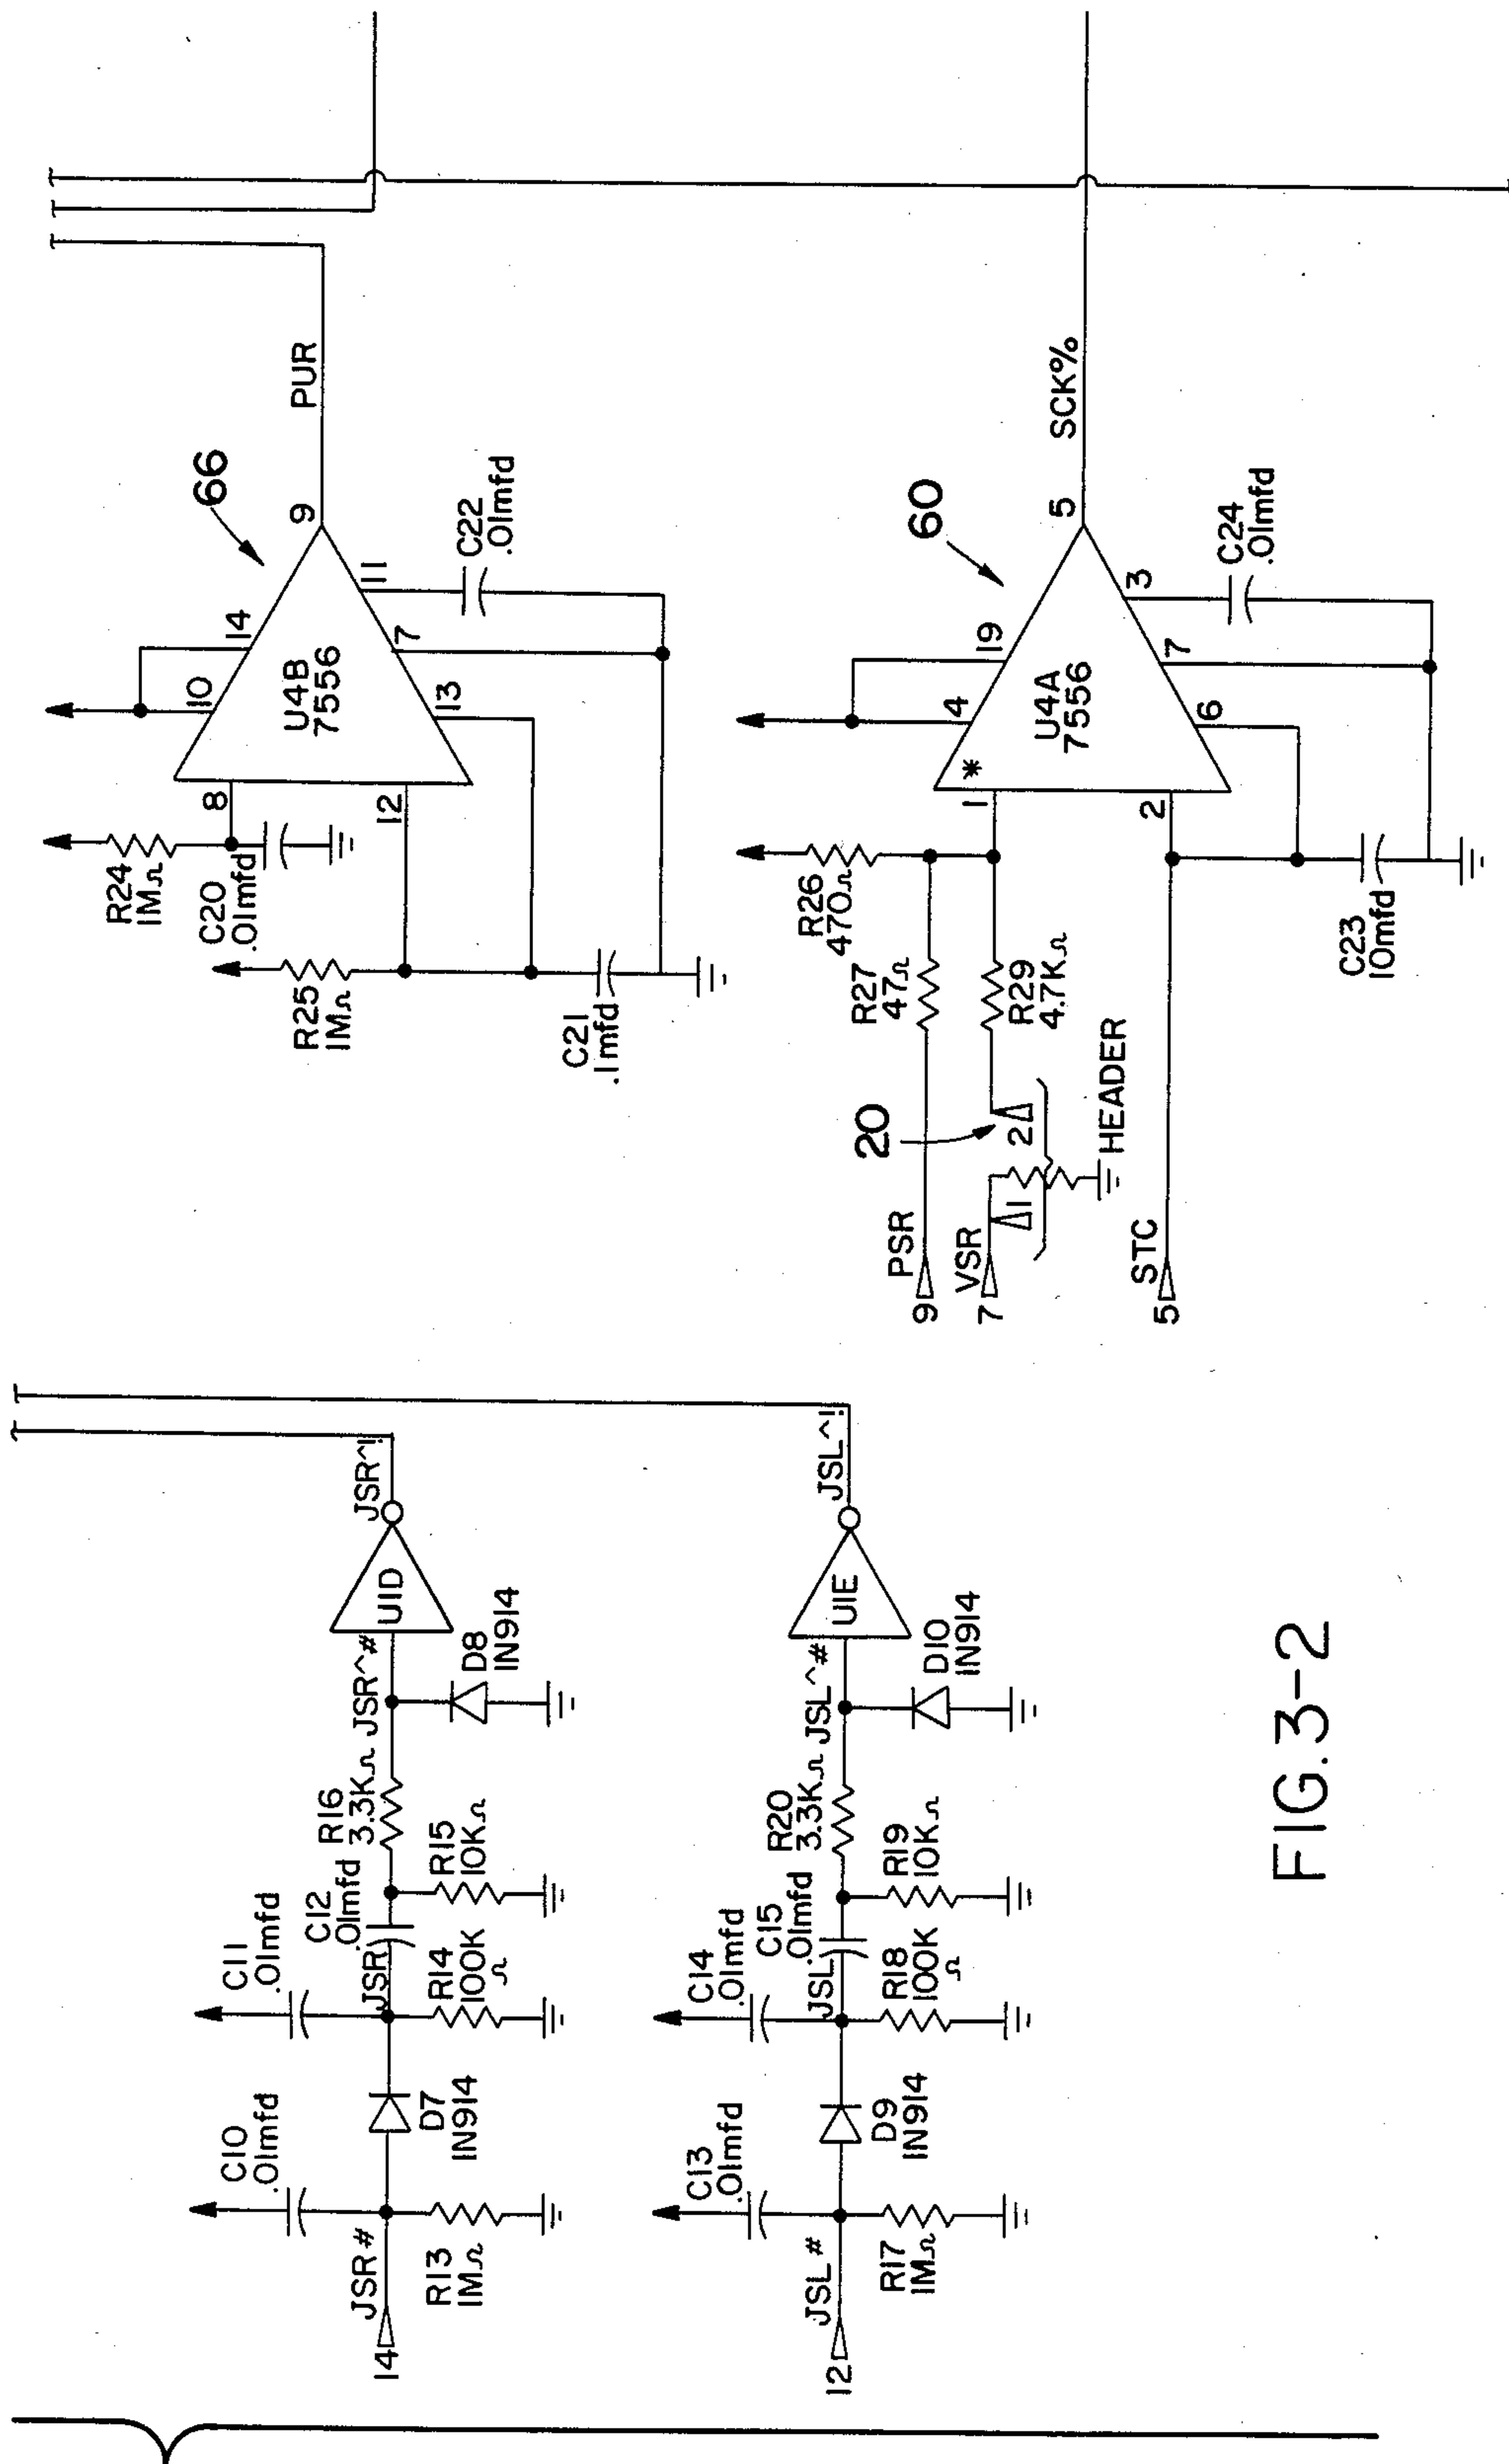 JSR#
14
R13
1MΩ
C10
.01mfd
D7
IN914
C11
.01mfd
JSR
R14
100K
Ω
C12
.01mfd
R15
10KΩ
R16
3.3KΩ
JSR^#
D8
IN914
U1D
JSR^!
JSL#
12
R17
1MΩ
C13
.01mfd
D9
IN914
C14
.01mfd
JSL
R18
100K
Ω
C15
.01mfd
R19
10KΩ
R20
3.3KΩ
JSL^#
D10
IN914
U1E
JSL^!
R24
1MΩ
C20
.01mfd
R25
1MΩ
C21
.1mfd
8
12
10
14
U4B
7556
13
7
11
C22
.01mfd
9
66
PUR
PSR
9
VSR
7
STC
5
20
1
2
HEADER
R27
47Ω
R26
470Ω
R29
4.7KΩ
C23
10mfd
1
2
*
4
19
U4A
7556
6
7
3
C24
.01mfd
5
60
SCK%
FIG.3-2